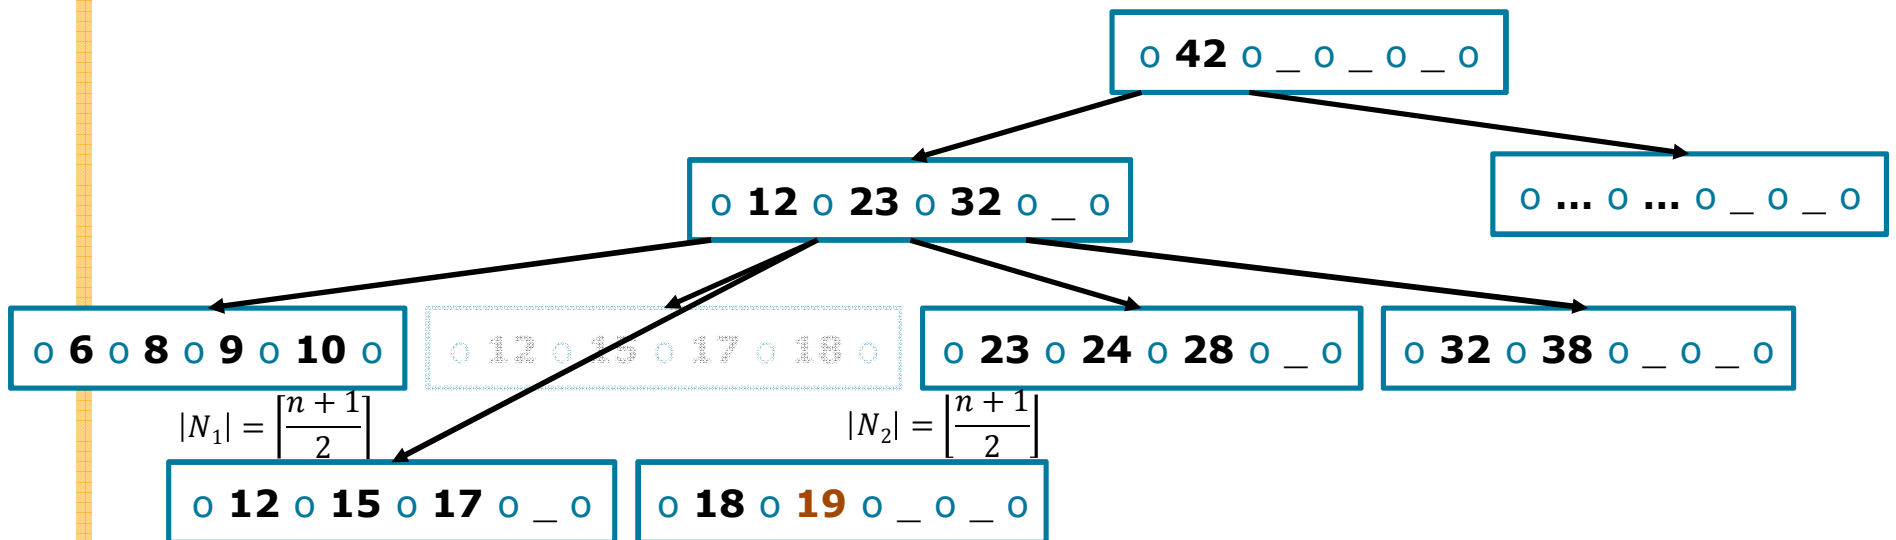 o 42 o _ o _ o _ o
o 12 o 23 o 32 o _ o
o ... o ... o _ o _ o
o 6 o 8 o 9 o 10 o
o 12 o 15 o 17 o 18 o
o 23 o 24 o 28 o _ o
o 32 o 38 o _ o _ o
|N₁| = ⌈(n + 1)/2⌉
|N₂| = ⌊(n + 1)/2⌋
o 12 o 15 o 17 o _ o
o 18 o 19 o _ o _ o